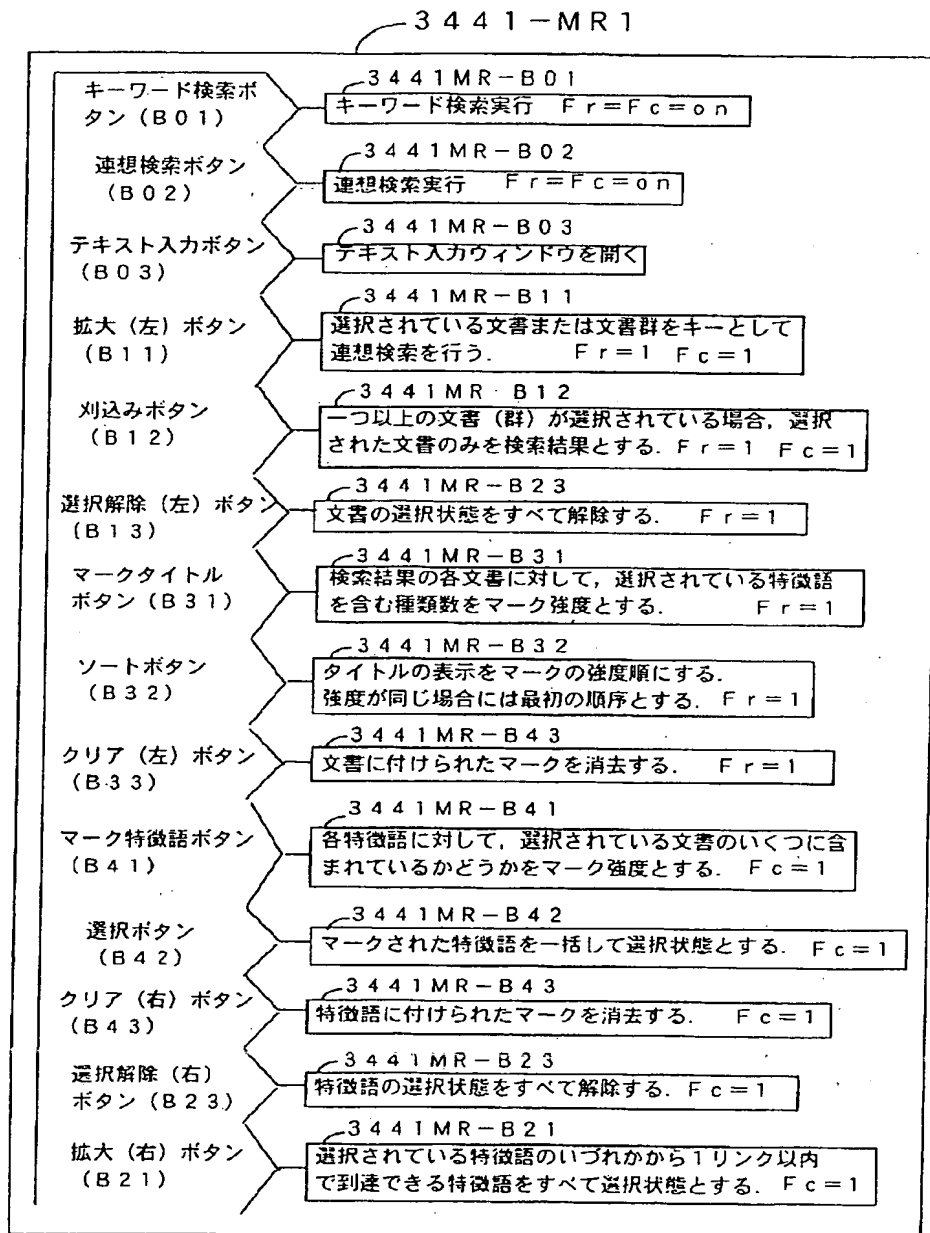 3441-MR1
キーワード検索ボ
タン(B01)
3441MR-B01
キーワード検索実行 Fr=Fc=on
連想検索ボタン
(B02)
3441MR-B02
連想検索実行 Fr=Fc=on
テキスト入力ボタン
(B03)
3441MR-B03
テキスト入力ウィンドウを開く
拡大(左)ボタン
(B11)
3441MR-B11
選択されている文書または文書群をキーとして
連想検索を行う. Fr=1 Fc=1
刈込みボタン
(B12)
3441MR-B12
一つ以上の文書(群)が選択されている場合,選択
された文書のみを検索結果とする. Fr=1 Fc=1
選択解除(左)ボタン
(B13)
3441MR-B23
文書の選択状態をすべて解除する. Fr=1
マークタイトル
ボタン(B31)
3441MR-B31
検索結果の各文書に対して,選択されている特徴語
を含む種類数をマーク強度とする. Fr=1
ソートボタン
(B32)
3441MR-B32
タイトルの表示をマークの強度順にする.
強度が同じ場合には最初の順序とする. Fr=1
クリア(左)ボタン
(B33)
3441MR-B43
文書に付けられたマークを消去する. Fr=1
マーク特徴語ボタン
(B41)
3441MR-B41
各特徴語に対して,選択されている文書のいくつに含
まれているかどうかをマーク強度とする. Fc=1
選択ボタン
(B42)
3441MR-B42
マークされた特徴語を一括して選択状態とする. Fc=1
クリア(右)ボタン
(B43)
3441MR-B43
特徴語に付けられたマークを消去する. Fc=1
選択解除(右)
ボタン(B23)
3441MR-B23
特徴語の選択状態をすべて解除する. Fc=1
拡大(右)ボタン
(B21)
3441MR-B21
選択されている特徴語のいづれかから1リンク以内
で到達できる特徴語をすべて選択状態とする. Fc=1